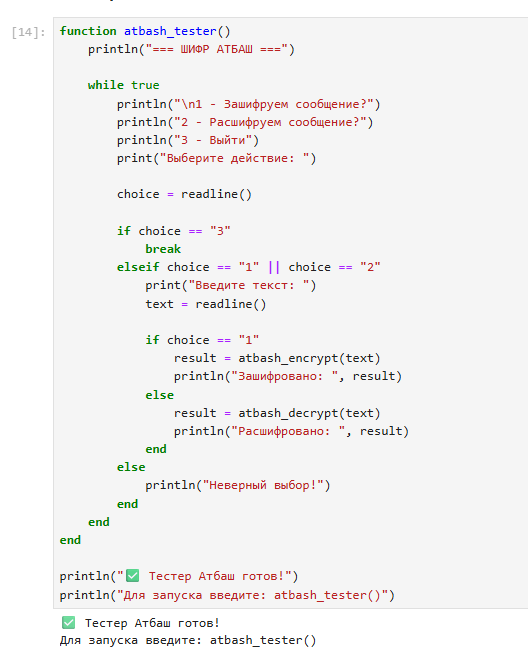 [14]:
function atbash_tester()
    println("=== ШИФР АТБАШ ===")

    while true
        println("\n1 - Зашифруем сообщение?")
        println("2 - Расшифруем сообщение?")
        println("3 - Выйти")
        print("Выберите действие: ")

        choice = readline()

        if choice == "3"
            break
        elseif choice == "1" || choice == "2"
            print("Введите текст: ")
            text = readline()

            if choice == "1"
                result = atbash_encrypt(text)
                println("Зашифровано: ", result)
            else
                result = atbash_decrypt(text)
                println("Расшифровано: ", result)
            end
        else
            println("Неверный выбор!")
        end
    end
end

println("✅ Тестер Атбаш готов!")
println("Для запуска введите: atbash_tester()")
✅ Тестер Атбаш готов!
Для запуска введите: atbash_tester()